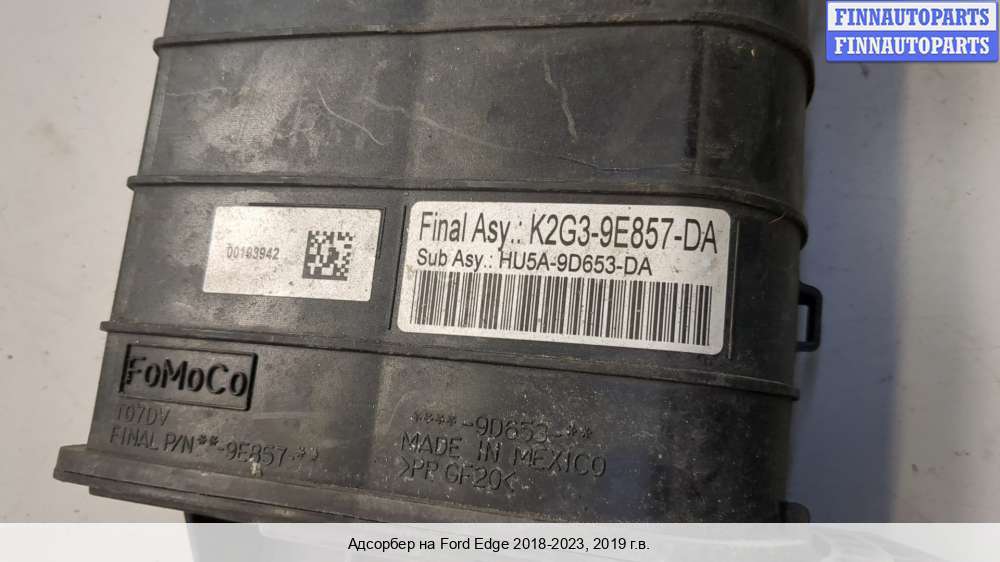 FINNAUTOPARTS
FINNAUTOPARTS
Final Asy.: K2G3-9E857-DA
Sub Asy.: HU5A-9D653-DA
00193942
FoMoCo
T07DV
FINAL P/N**-9E857-**
****-9D653-**
MADE IN MEXICO
>PP GF20<
Адсорбер на Ford Edge 2018-2023, 2019 г.в.